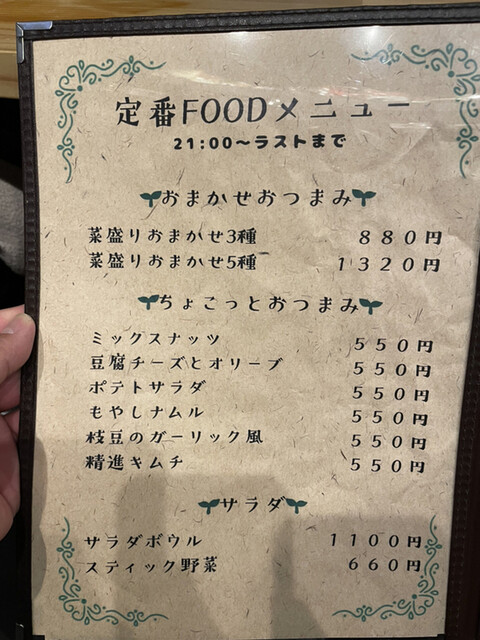 定番FOODメニュー
21:00〜ラストまで
おまかせおつまみ
菜盛りおまかせ3種 880円
菜盛りおまかせ5種 1320円
ちょこっとおつまみ
ミックスナッツ 550円
豆腐チーズとオリーブ 550円
ポテトサラダ 550円
もやしナムル 550円
枝豆のガーリック風 550円
精進キムチ 550円
サラダ
サラダボウル 1100円
スティック野菜 660円